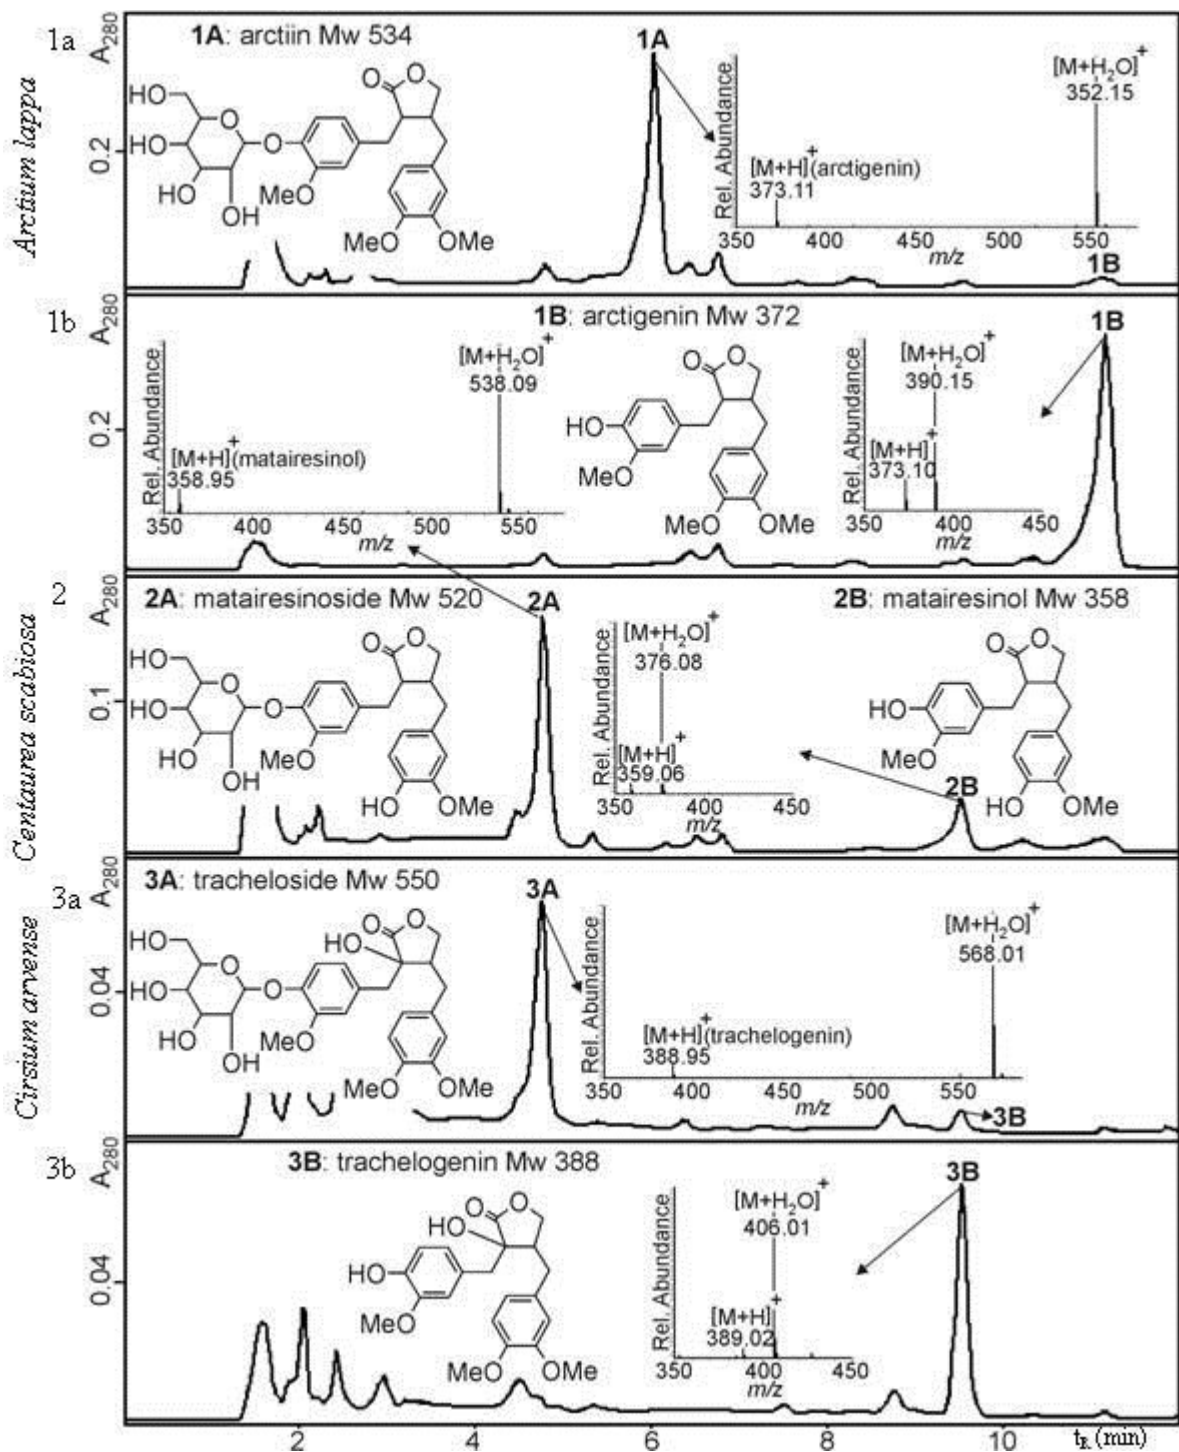 1a
Arctium lappa
A280
0.2
1A: arctiin Mw 534
HO
O
O
O
HO
O
O
HO
HO
OH
MeO
MeO
OMe
1A
Rel. Abundance
[M+H2O]+
352.15
[M+H]+(arctigenin)
373.11
350 400 450 500 550
m/z
1B
1b
A280
0.2
1B: arctigenin Mw 372
Rel. Abundance
[M+H2O]+
538.09
[M+H]+(matairesinol)
358.95
350 400 450 500 550
m/z
O
O
HO
MeO
MeO
OMe
Rel. Abundance
[M+H2O]+
390.15
[M+H]+
373.10
350 400 450
m/z
1B
2
Centaurea scabiosa
A280
0.1
2A: matairesinoside Mw 520
HO
O
O
O
HO
O
HO
HO
OH
MeO
HO
OMe
2A
2B: matairesinol Mw 358
Rel. Abundance
[M+H2O]+
376.08
[M+H]+
359.06
350 400 450
m/z
O
O
HO
MeO
HO
OMe
2B
3a
Cirsium arvense
A280
0.04
3A: tracheloside Mw 550
HO
O
O
HO
O
HO
O
HO
HO
OH
MeO
MeO
OMe
3A
Rel. Abundance
[M+H2O]+
568.01
[M+H]+(trachelogenin)
388.95
350 400 450 500 550
m/z
3B
3b
A280
0.04
3B: trachelogenin Mw 388
O
O
HO
HO
MeO
MeO
OMe
Rel. Abundance
[M+H2O]+
406.01
[M+H]+
389.02
350 400 450
m/z
3B
2 4 6 8 10 tR (min)